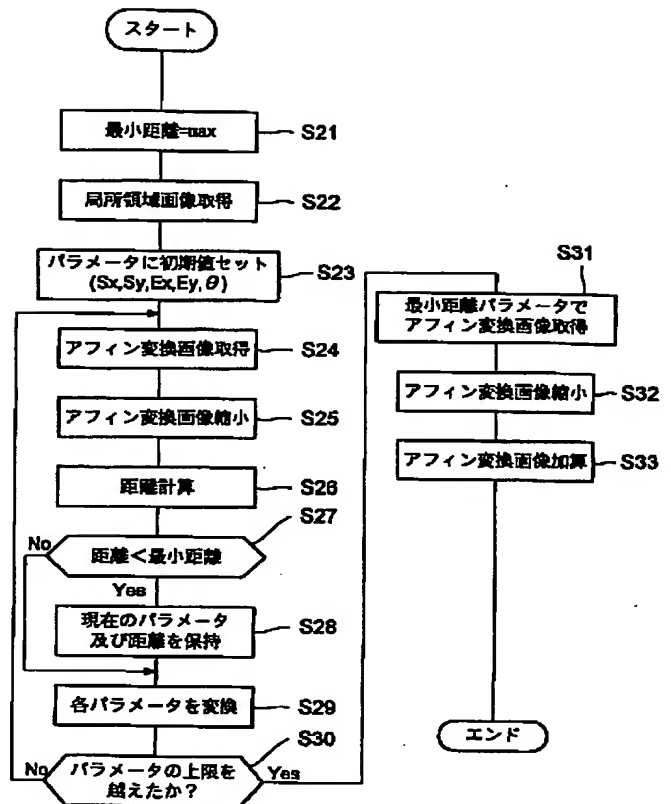 スタート
最小距離=max
S21
局所領域画像取得
S22
パラメータに初期値セット
(Sx,Sy,Ex,Ey,θ)
S23
アフィン変換画像取得
S24
アフィン変換画像縮小
S25
距離計算
S26
S27
No
距離<最小距離
Yes
現在のパラメータ
及び距離を保持
S28
各パラメータを変換
S29
S30
No
パラメータの上限を
越えたか?
Yes
S31
最小距離パラメータで
アフィン変換画像取得
アフィン変換画像縮小
S32
アフィン変換画像加算
S33
エンド